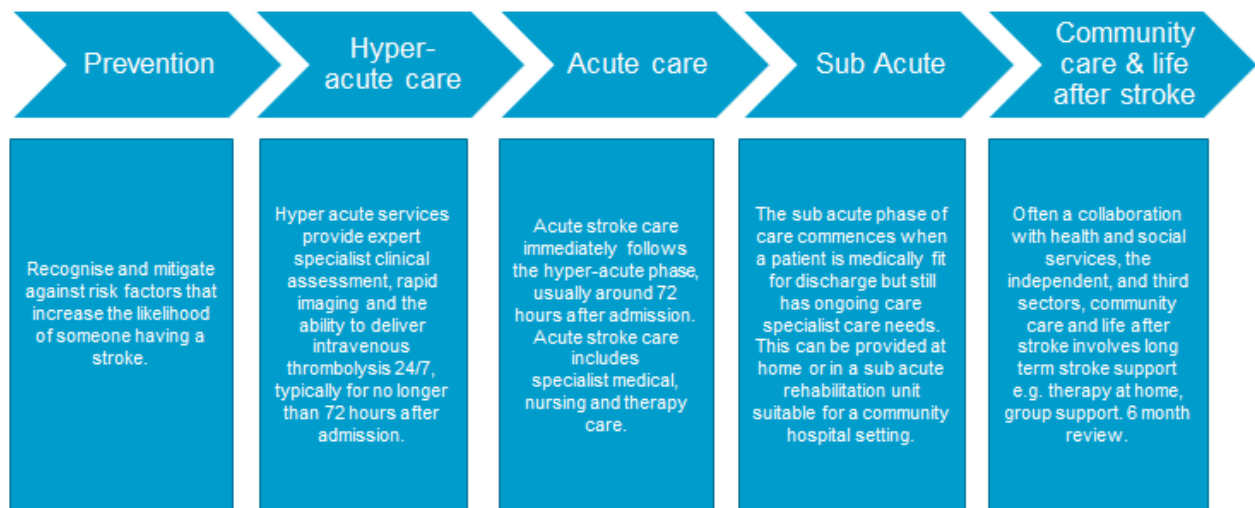 Prevention
Hyper-
acute care
Acute care
Sub Acute
Community
care & life
after stroke
Recognise and mitigate
against risk factors that
increase the likelihood
of someone having a
stroke.
Hyper acute services
provide expert
specialist clinical
assessment, rapid
imaging and the
ability to deliver
intravenous
thrombolysis 24/7,
typically for no longer
than 72 hours after
admission.
Acute stroke care
immediately follows
the hyper-acute phase,
usually around 72
hours after admission.
Acute stroke care
includes
specialist medical,
nursing and therapy
care.
The sub acute phase of
care commences when
a patient is medically fit
for discharge but still
has ongoing care
specialist care needs.
This can be provided at
home or in a sub acute
rehabilitation unit
suitable for a community
hospital setting.
Often a collaboration
with health and social
services, the
independent, and third
sectors, community
care and life after
stroke involves long
term stroke support
e.g. therapy at home,
group support. 6 month
review.